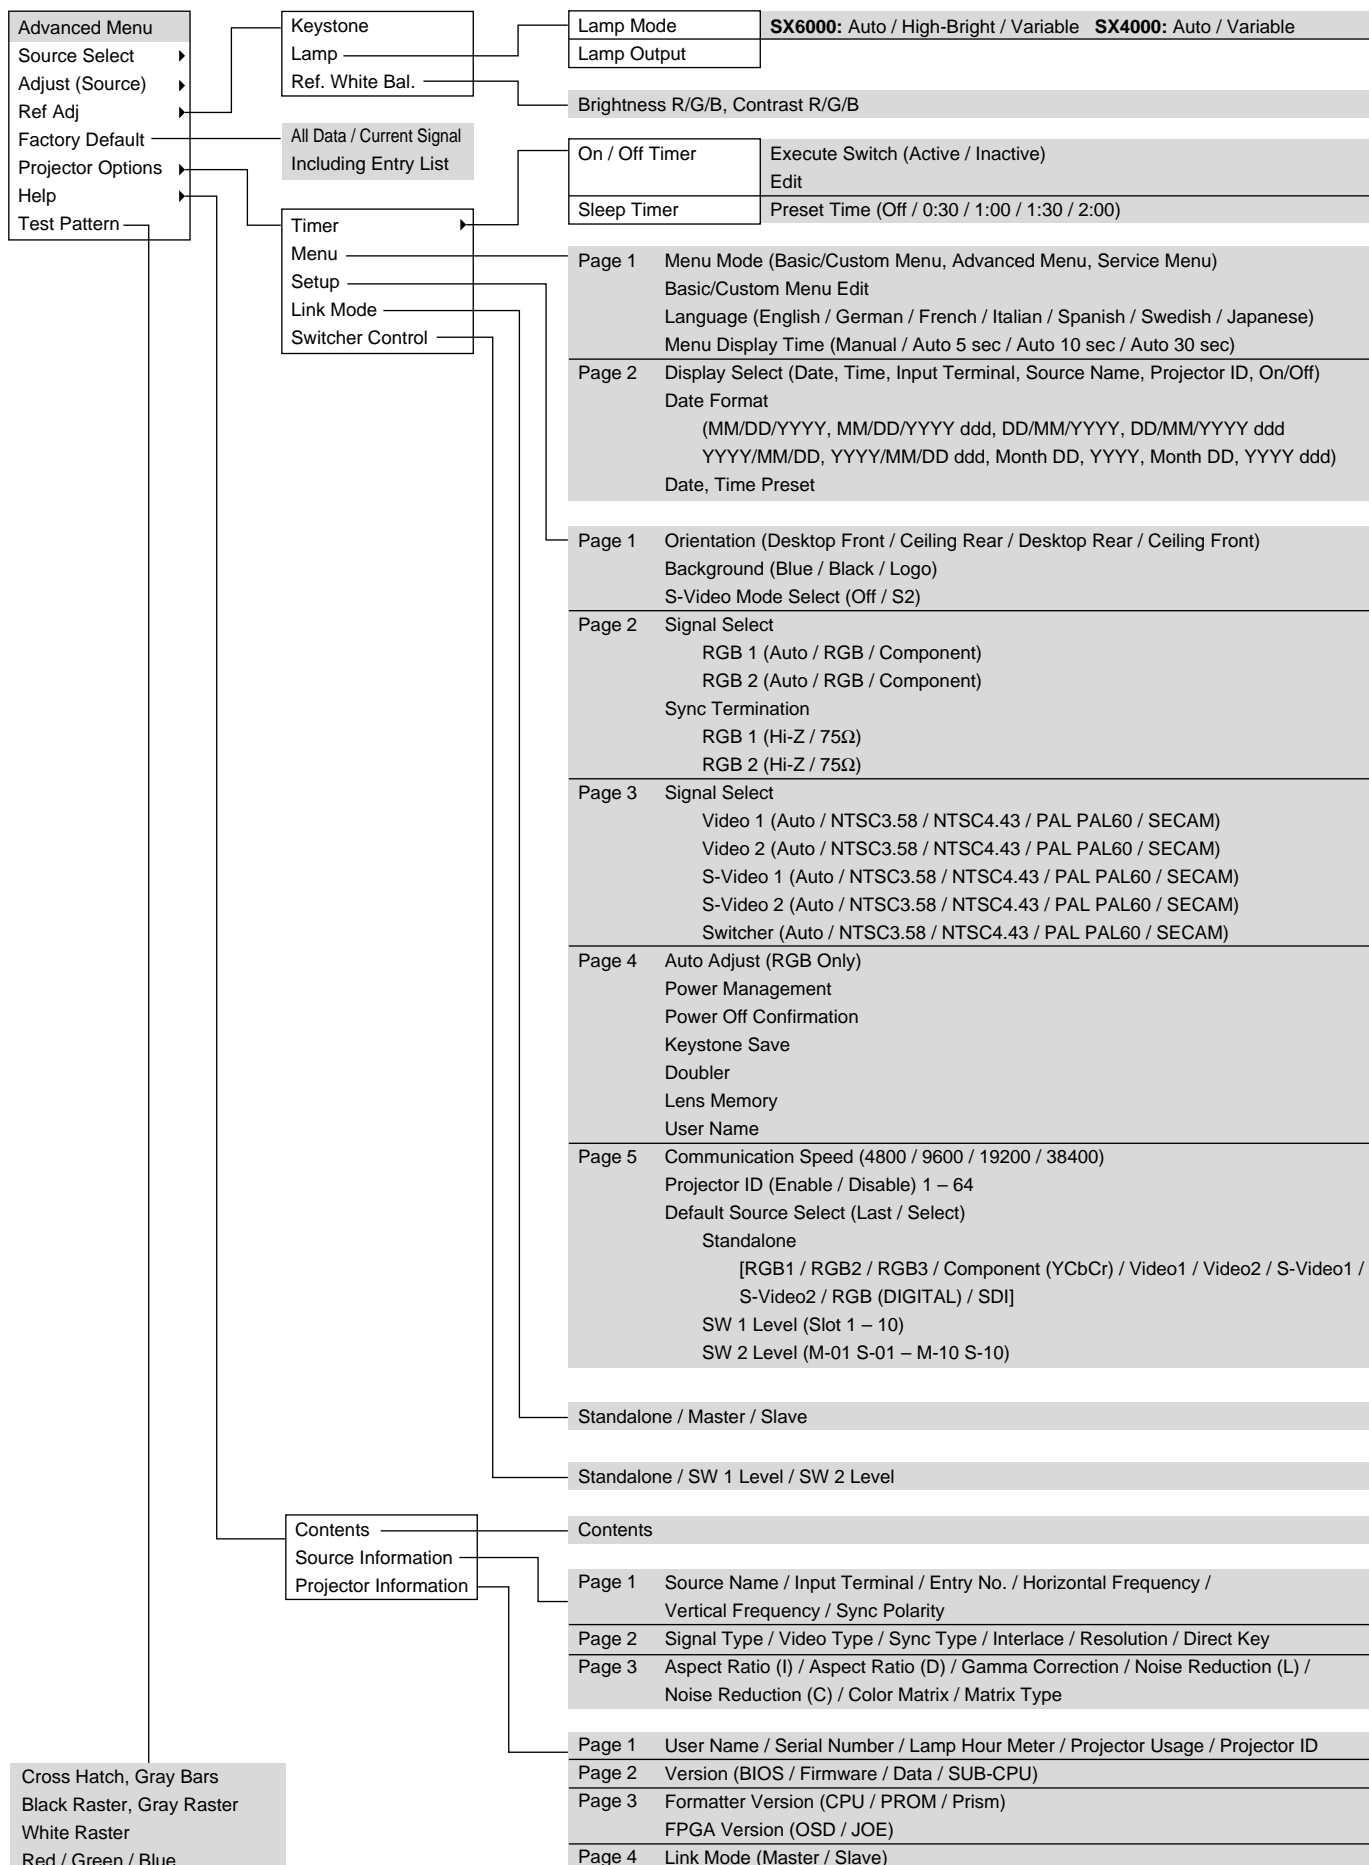 Advanced Menu
Source Select
Adjust (Source)
Ref Adj
Factory Default
Projector Options
Help
Test Pattern
Keystone
Lamp
Ref. White Bal.
Lamp Mode SX6000: Auto / High-Bright / Variable SX4000: Auto / Variable
Lamp Output
Brightness R/G/B, Contrast R/G/B
All Data / Current Signal
Including Entry List
Timer
Menu
Setup
Link Mode
Switcher Control
On / Off Timer Execute Switch (Active / Inactive)
Edit
Sleep Timer Preset Time (Off / 0:30 / 1:00 / 1:30 / 2:00)
Page 1 Menu Mode (Basic/Custom Menu, Advanced Menu, Service Menu)
Basic/Custom Menu Edit
Language (English / German / French / Italian / Spanish / Swedish / Japanese)
Menu Display Time (Manual / Auto 5 sec / Auto 10 sec / Auto 30 sec)
Page 2 Display Select (Date, Time, Input Terminal, Source Name, Projector ID, On/Off)
Date Format
(MM/DD/YYYY, MM/DD/YYYY ddd, DD/MM/YYYY, DD/MM/YYYY ddd
YYYY/MM/DD, YYYY/MM/DD ddd, Month DD, YYYY, Month DD, YYYY ddd)
Date, Time Preset
Page 1 Orientation (Desktop Front / Ceiling Rear / Desktop Rear / Ceiling Front)
Background (Blue / Black / Logo)
S-Video Mode Select (Off / S2)
Page 2 Signal Select
RGB 1 (Auto / RGB / Component)
RGB 2 (Auto / RGB / Component)
Sync Termination
RGB 1 (Hi-Z / 75Ω)
RGB 2 (Hi-Z / 75Ω)
Page 3 Signal Select
Video 1 (Auto / NTSC3.58 / NTSC4.43 / PAL PAL60 / SECAM)
Video 2 (Auto / NTSC3.58 / NTSC4.43 / PAL PAL60 / SECAM)
S-Video 1 (Auto / NTSC3.58 / NTSC4.43 / PAL PAL60 / SECAM)
S-Video 2 (Auto / NTSC3.58 / NTSC4.43 / PAL PAL60 / SECAM)
Switcher (Auto / NTSC3.58 / NTSC4.43 / PAL PAL60 / SECAM)
Page 4 Auto Adjust (RGB Only)
Power Management
Power Off Confirmation
Keystone Save
Doubler
Lens Memory
User Name
Page 5 Communication Speed (4800 / 9600 / 19200 / 38400)
Projector ID (Enable / Disable) 1 – 64
Default Source Select (Last / Select)
Standalone
[RGB1 / RGB2 / RGB3 / Component (YCbCr) / Video1 / Video2 / S-Video1 /
S-Video2 / RGB (DIGITAL) / SDI]
SW 1 Level (Slot 1 – 10)
SW 2 Level (M-01 S-01 – M-10 S-10)
Standalone / Master / Slave
Standalone / SW 1 Level / SW 2 Level
Contents
Source Information
Projector Information
Contents
Page 1 Source Name / Input Terminal / Entry No. / Horizontal Frequency /
Vertical Frequency / Sync Polarity
Page 2 Signal Type / Video Type / Sync Type / Interlace / Resolution / Direct Key
Page 3 Aspect Ratio (I) / Aspect Ratio (D) / Gamma Correction / Noise Reduction (L) /
Noise Reduction (C) / Color Matrix / Matrix Type
Page 1 User Name / Serial Number / Lamp Hour Meter / Projector Usage / Projector ID
Page 2 Version (BIOS / Firmware / Data / SUB-CPU)
Page 3 Formatter Version (CPU / PROM / Prism)
FPGA Version (OSD / JOE)
Page 4 Link Mode (Master / Slave)
Cross Hatch, Gray Bars
Black Raster, Gray Raster
White Raster
Red / Green / Blue